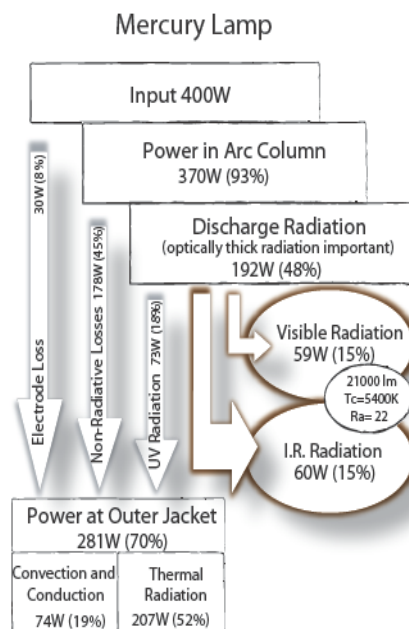 Mercury Lamp
Input 400W
Power in Arc Column
370W (93%)
Discharge Radiation
(optically thick radiation important)
192W (48%)
Electrode Loss
30W (8%)
Non-Radiative Losses 178W (45%)
UV Radiation 73W (18%)
Visible Radiation
59W (15%)
21000 lm
Tc=5400K
Ra= 22
I.R. Radiation
60W (15%)
Power at Outer Jacket
281W (70%)
Convection and
Conduction
74W (19%)
Thermal
Radiation
207W (52%)